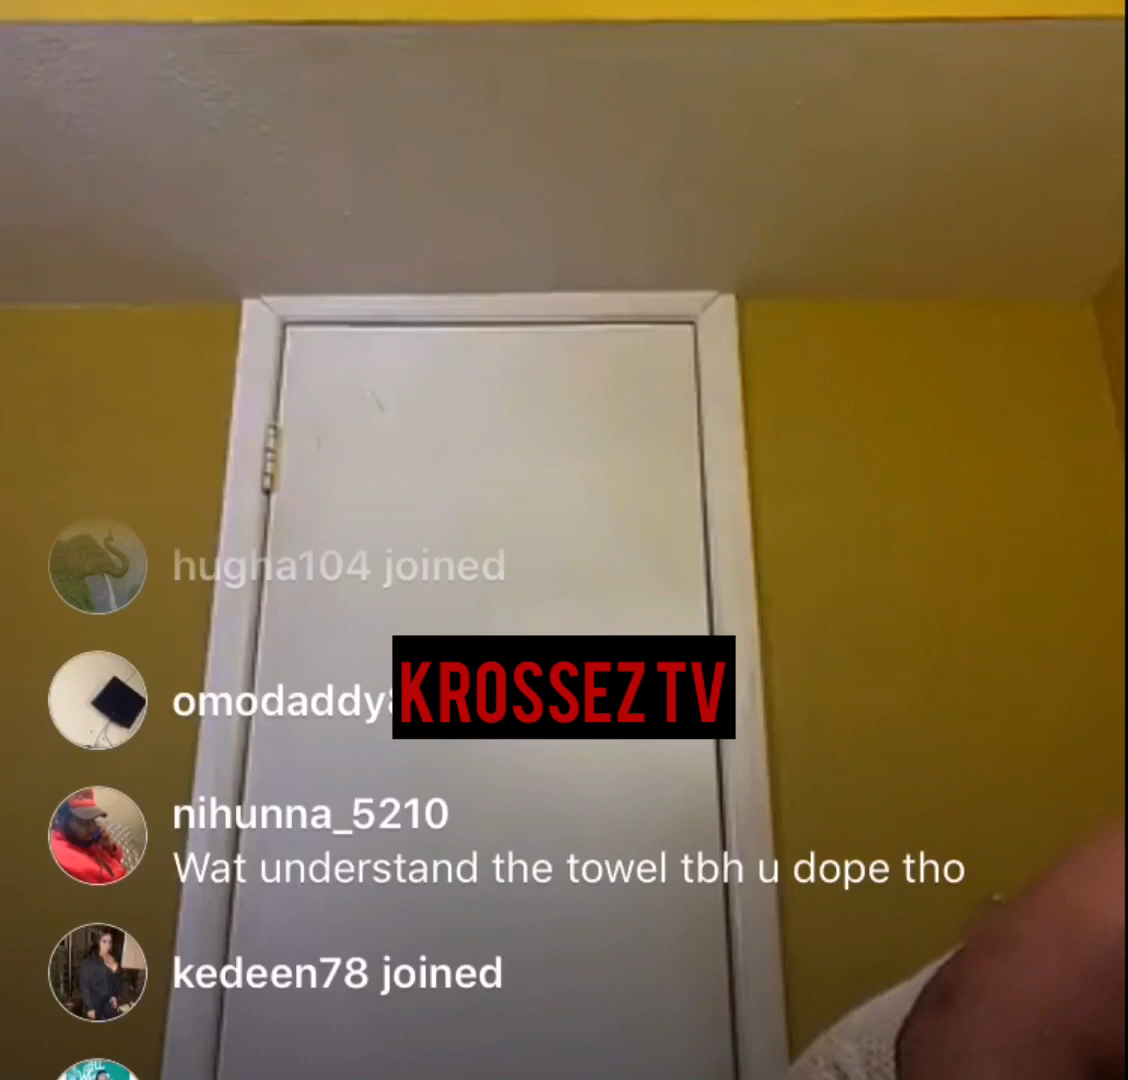 hugha104 joined
omodaddy
KROSSEZ TV
nihunna_5210
Wat understand the towel tbh u dope tho
kedeen78 joined